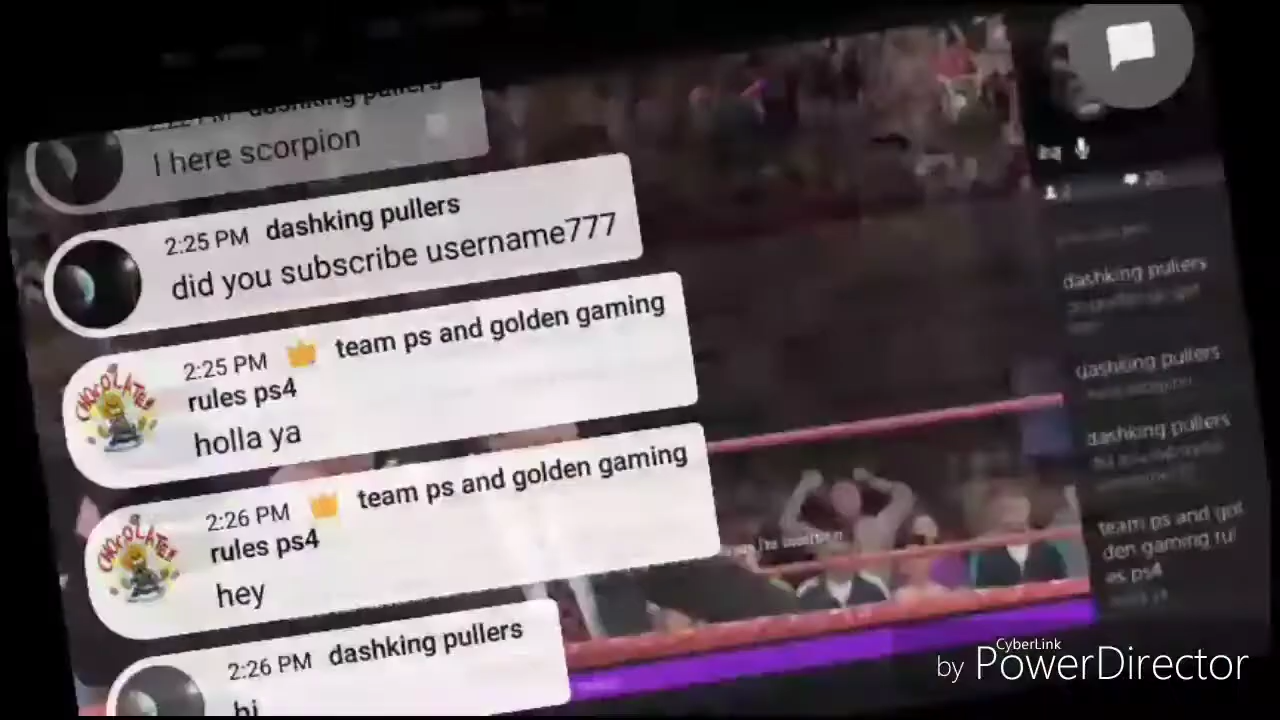 dashking pullers
I here scorpion
2:25 PM dashking pullers
did you subscribe username777
2:25 PM team ps and golden gaming
rules ps4
holla ya
CHOCOLATE!!
2:26 PM team ps and golden gaming
rules ps4
hey
CHOCOLATE!!
2:26 PM dashking pullers
hi
dashking pullers
dashking pullers
dashking pullers
team ps and gol
den gaming rul
es ps4
CyberLink
by PowerDirector